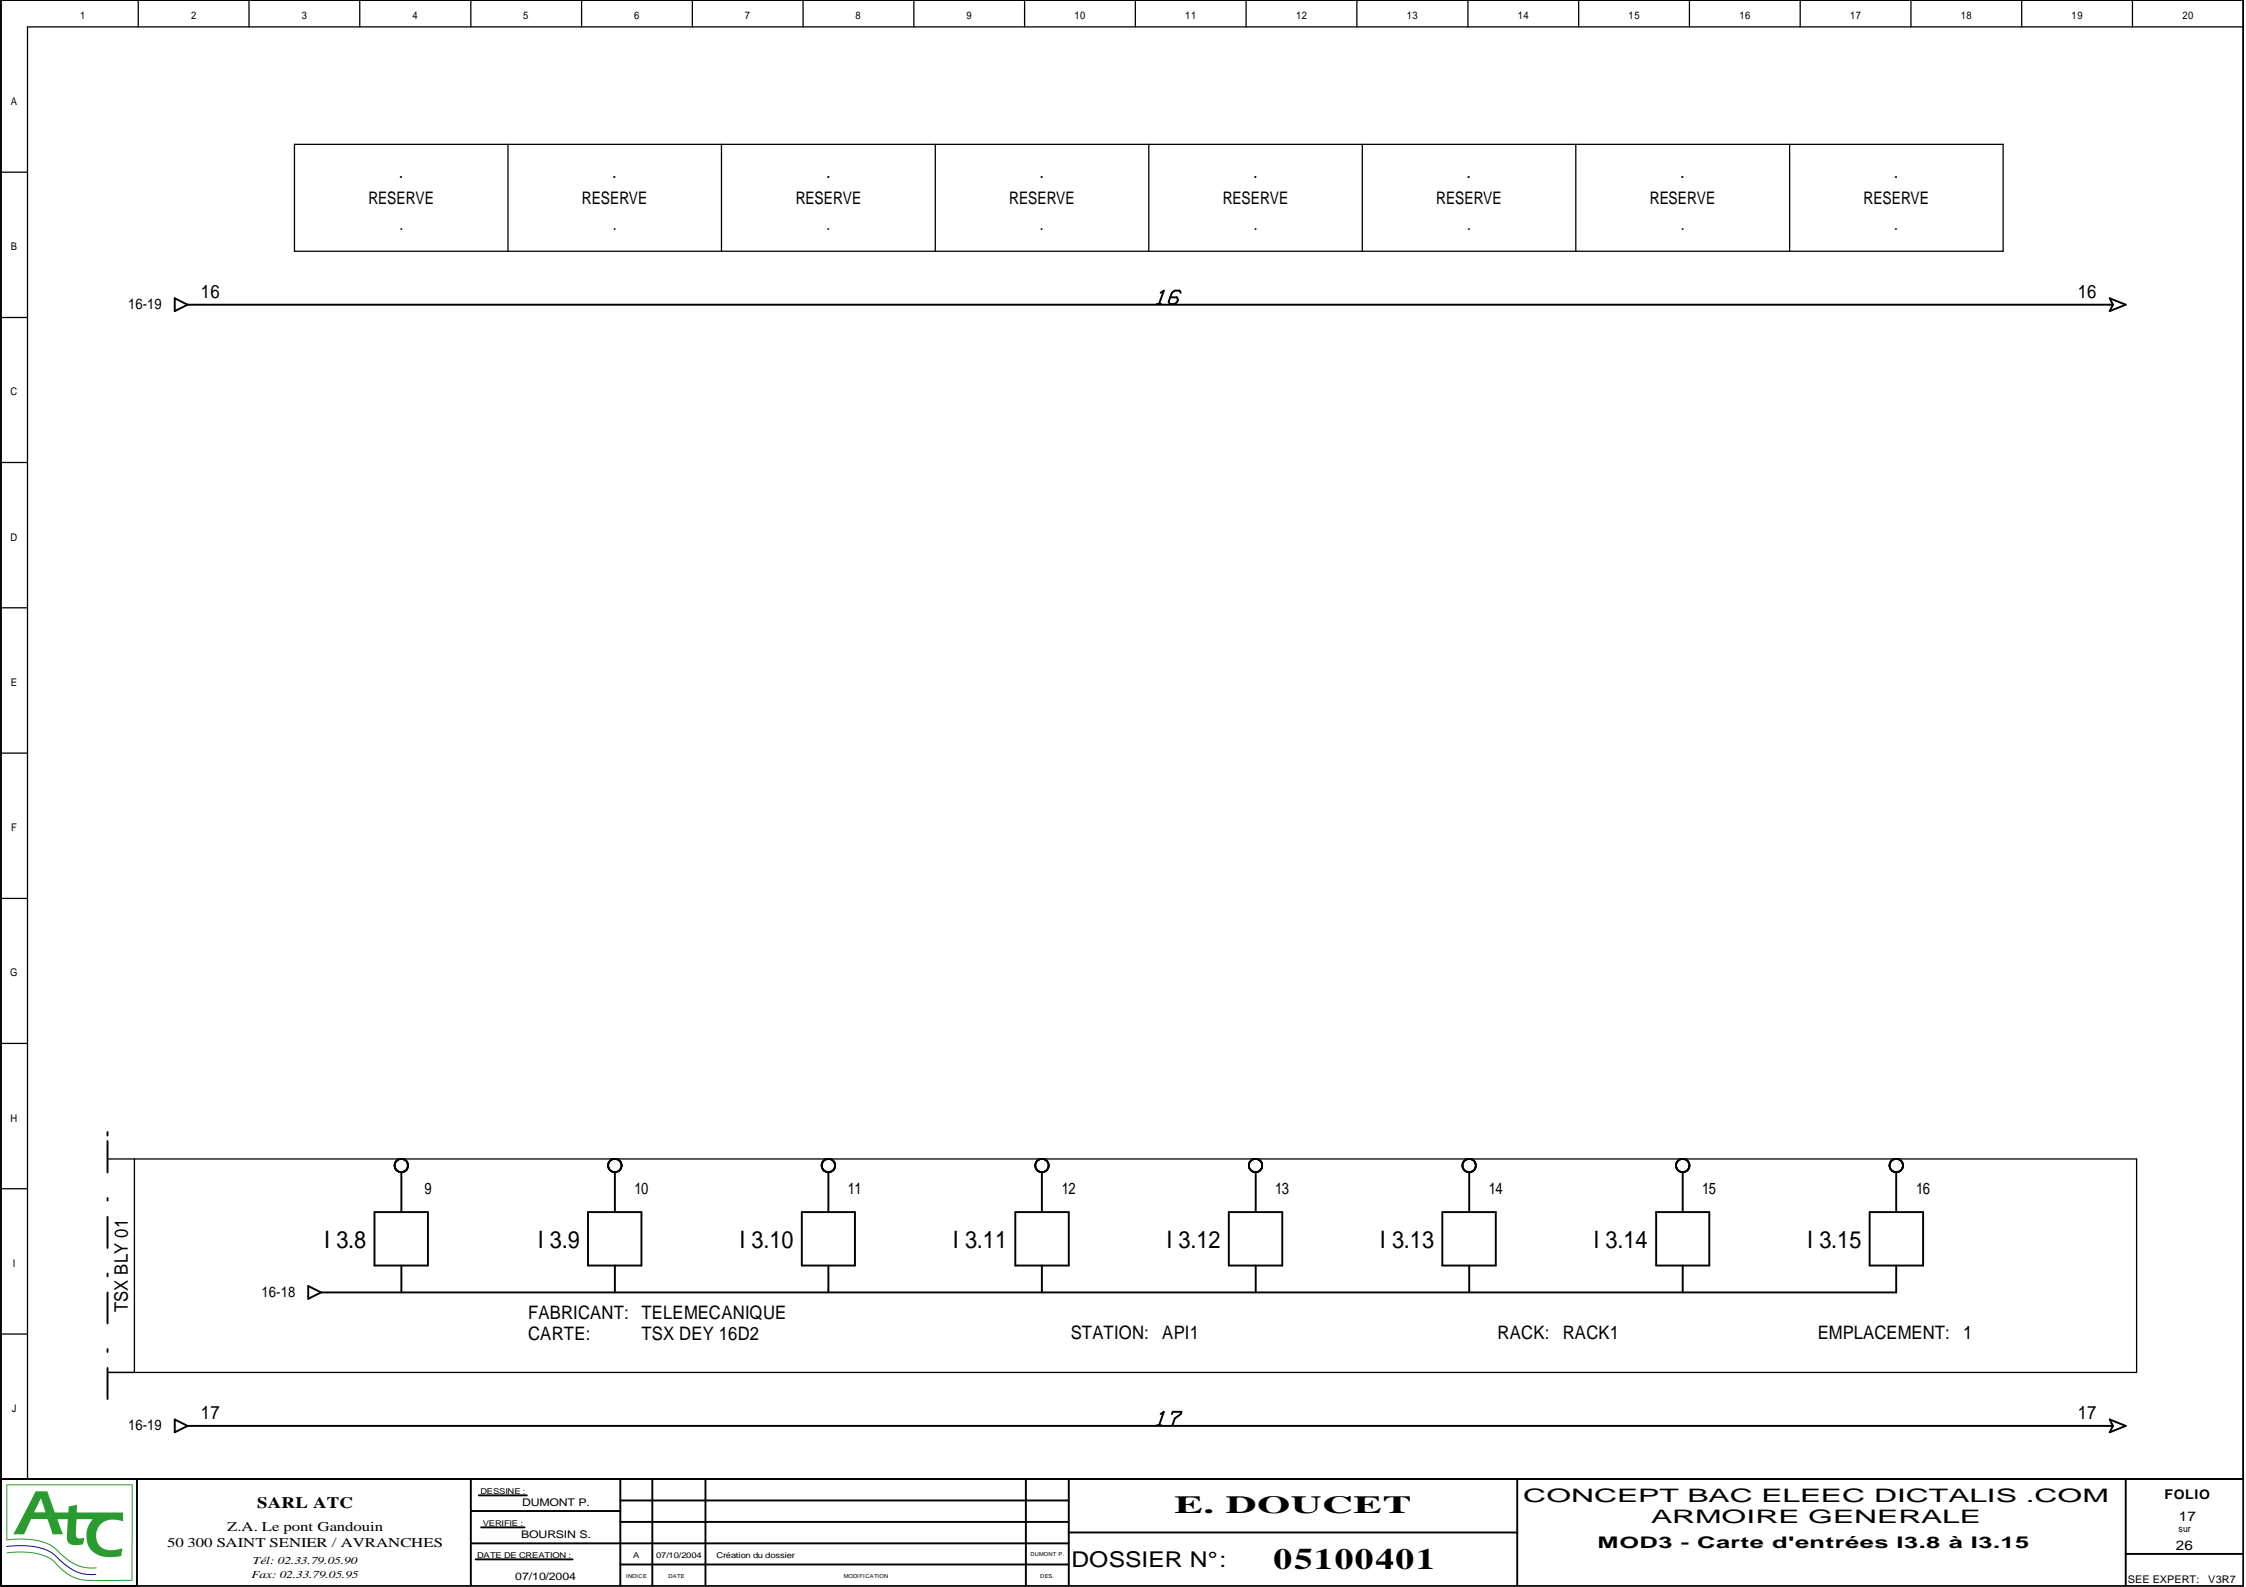 1 2 3 4 5 6 7 8 9 10 11 12 13 14 15 16 17 18 19 20
A
B
C
D
E
F
G
H
I
J
. . . . . . . .
RESERVE RESERVE RESERVE RESERVE RESERVE RESERVE RESERVE RESERVE
. . . . . . . .
16-19 16 16 16
9 10 11 12 13 14 15 16
I 3.8 I 3.9 I 3.10 I 3.11 I 3.12 I 3.13 I 3.14 I 3.15
TSX BLY 01
16-18
FABRICANT: TELEMECANIQUE
CARTE: TSX DEY 16D2 STATION: API1 RACK: RACK1 EMPLACEMENT: 1
16-19 17 17 17
Atc
SARL ATC
Z.A. Le pont Gandouin
50 300 SAINT SENIER / AVRANCHES
Tél: 02.33.79.05.90
Fax: 02.33.79.05.95
DESSINE :
DUMONT P.
VERIFIE :
BOURSIN S.
DATE DE CREATION :
07/10/2004
A 07/10/2004 Création du dossier DUMONT P.
INDICE DATE MODIFICATION DES.
E. DOUCET
DOSSIER N°: 05100401
CONCEPT BAC ELEEC DICTALIS .COM
ARMOIRE GENERALE
MOD3 - Carte d'entrées I3.8 à I3.15
FOLIO
17
sur
26
SEE EXPERT: V3R7